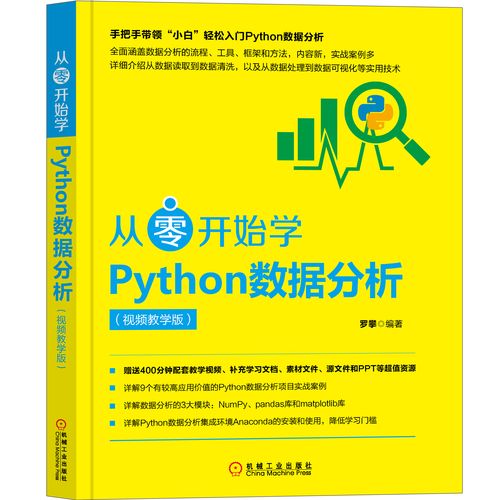 手把手带领“小白”轻松入门Python数据分析
全面涵盖数据分析的流程、工具、框架和方法，内容新，实战案例多
详细介绍从数据读取到数据清洗，以及从数据处理到数据可视化等实用技术
从零开始学
Python数据分析
（视频教学版）
罗攀 编著
赠送400分钟配套教学视频、补充学习文档、素材文件、源文件和PPT等超值资源
详解9个有较高应用价值的Python数据分析项目实战案例
详解数据分析的3大模块：NumPy、pandas库和matplotlib库
详解Python数据分析集成环境Anaconda的安装和使用，降低学习门槛
机械工业出版社
China Machine Press
从零开始学
Python数据分析
（视频教学版）
机械工业出版社
China Machine Press